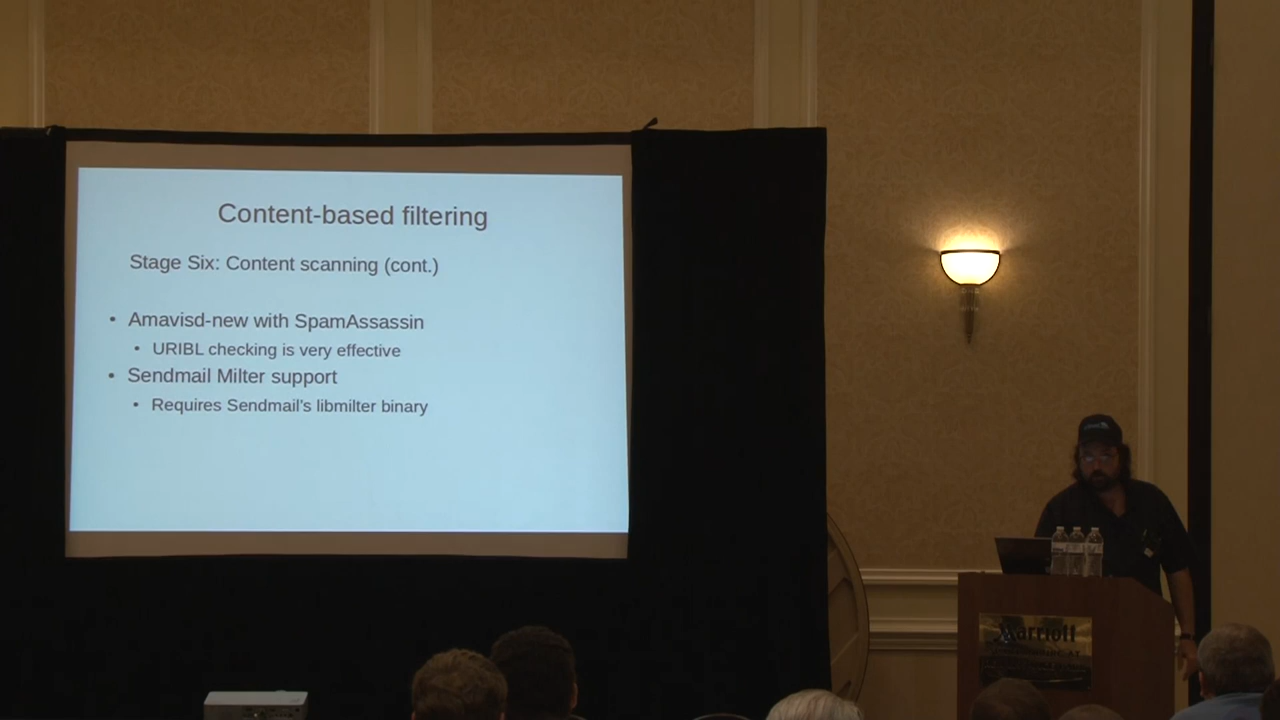 Content-based filtering
Stage Six: Content scanning (cont.)
• Amavisd-new with SpamAssassin
• URIBL checking is very effective
• Sendmail Milter support
• Requires Sendmail's libmilter binary
Marriott